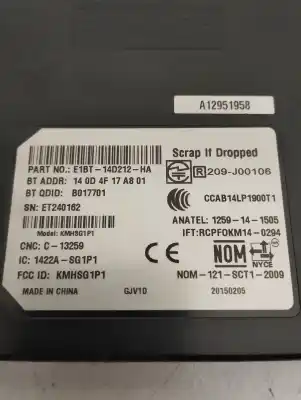 A12951958
Scrap If Dropped
PART NO.: E1BT-14D212-HA
R 209-J00106
BT ADDR: 14 0D 4F 17 A8 01
BT QDID: B017701
CCAB14LP1900T1
SN: ET240162
ANATEL: 1259-14-1505
Model: KMHSG1P1
IFT:RCPFOKM14-0294
CNC: C-13259
IC: 1422A-SG1P1
CE
NOM
NYCE
FCC ID: KMHSG1P1
NOM-121-SCT1-2009
MADE IN CHINA
GJV1D
20150205